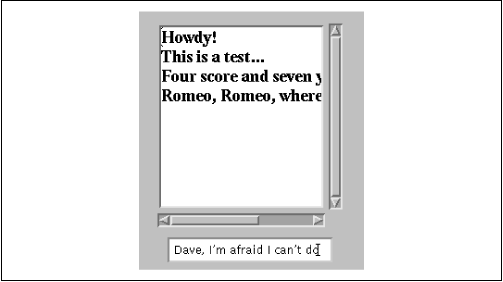 Howdy!
This is a test...
Four score and seven y
Romeo, Romeo, where
Dave, I'm afraid I can't do